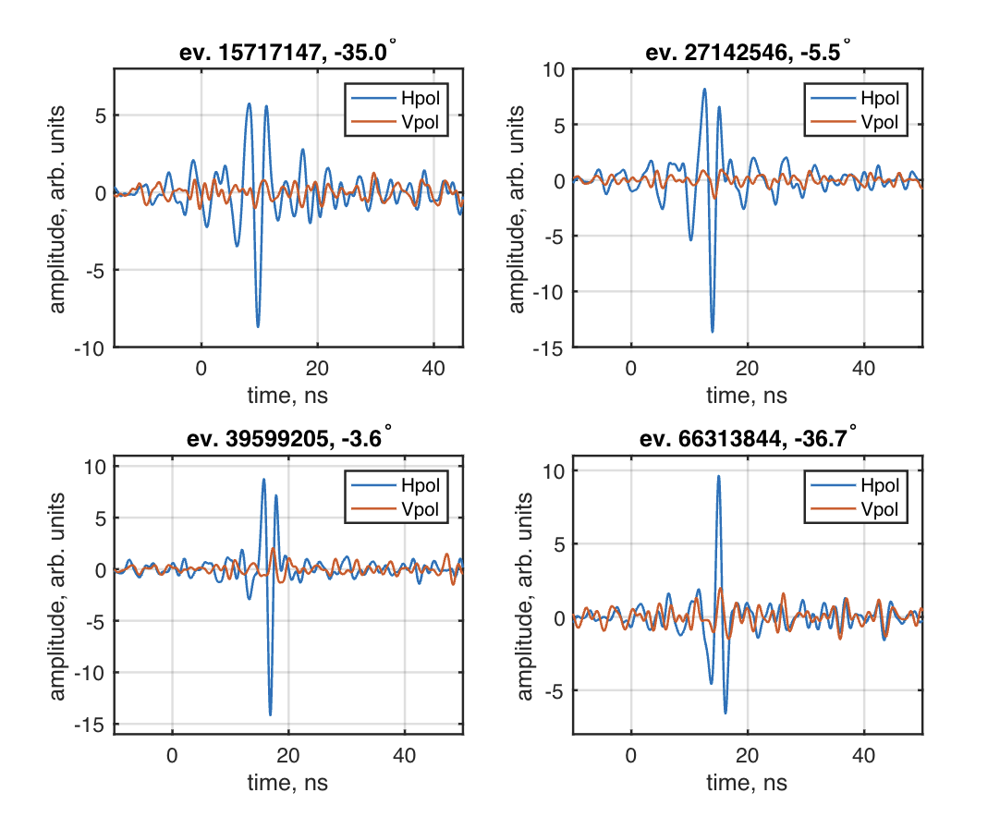 ev. 15717147, -35.0°
amplitude, arb. units
5
0
-5
-10
Hpol
Vpol
0 20 40
time, ns
ev. 27142546, -5.5°
amplitude, arb. units
10
5
0
-5
-10
-15
Hpol
Vpol
0 20 40
time, ns
ev. 39599205, -3.6°
amplitude, arb. units
10
5
0
-5
-10
-15
Hpol
Vpol
0 20 40
time, ns
ev. 66313844, -36.7°
amplitude, arb. units
10
5
0
-5
Hpol
Vpol
0 20 40
time, ns